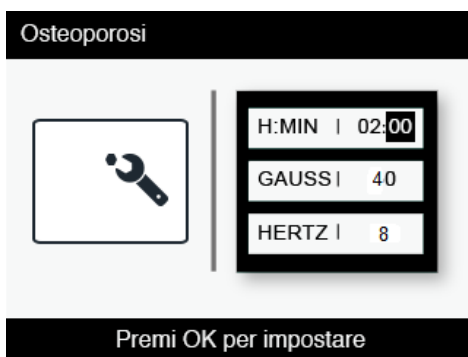 Osteoporosi
H:MIN | 02:00
GAUSS | 40
HERTZ | 8
Premi OK per impostare